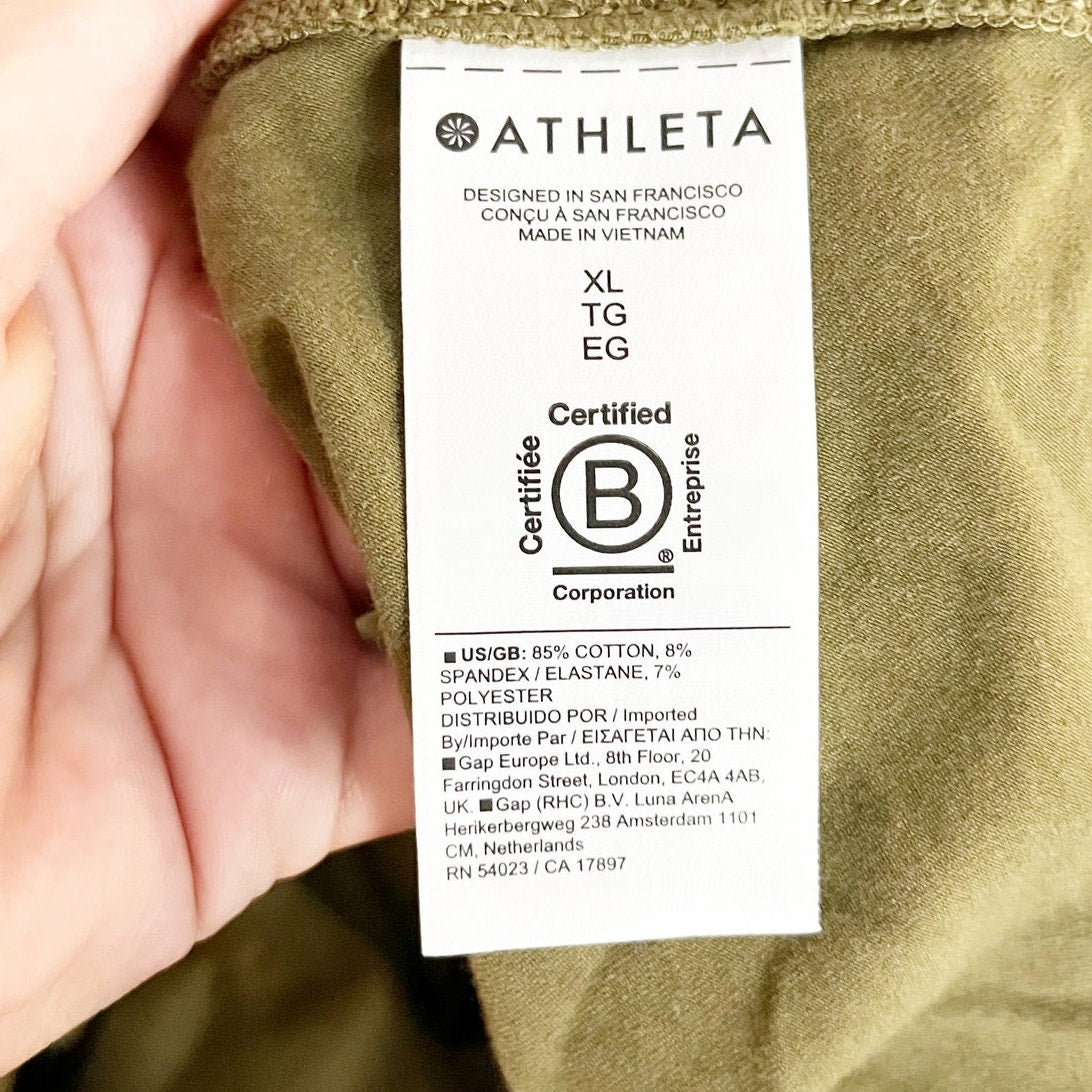 ATHLETA
DESIGNED IN SAN FRANCISCO
CONÇU À SAN FRANCISCO
MADE IN VIETNAM
XL
TG
EG
Certified
Certifiée
B
Entreprise
®
Corporation
US/GB: 85% COTTON, 8%
SPANDEX / ELASTANE, 7%
POLYESTER
DISTRIBUIDO POR / Imported
By/Importe Par / ΕΙΣΑΓΕΤΑΙ ΑΠΟ ΤΗΝ:
Gap Europe Ltd., 8th Floor, 20
Farringdon Street, London, EC4A 4AB,
UK. Gap (RHC) B.V. Luna ArenA
Herikerbergweg 238 Amsterdam 1101
CM, Netherlands
RN 54023 / CA 17897